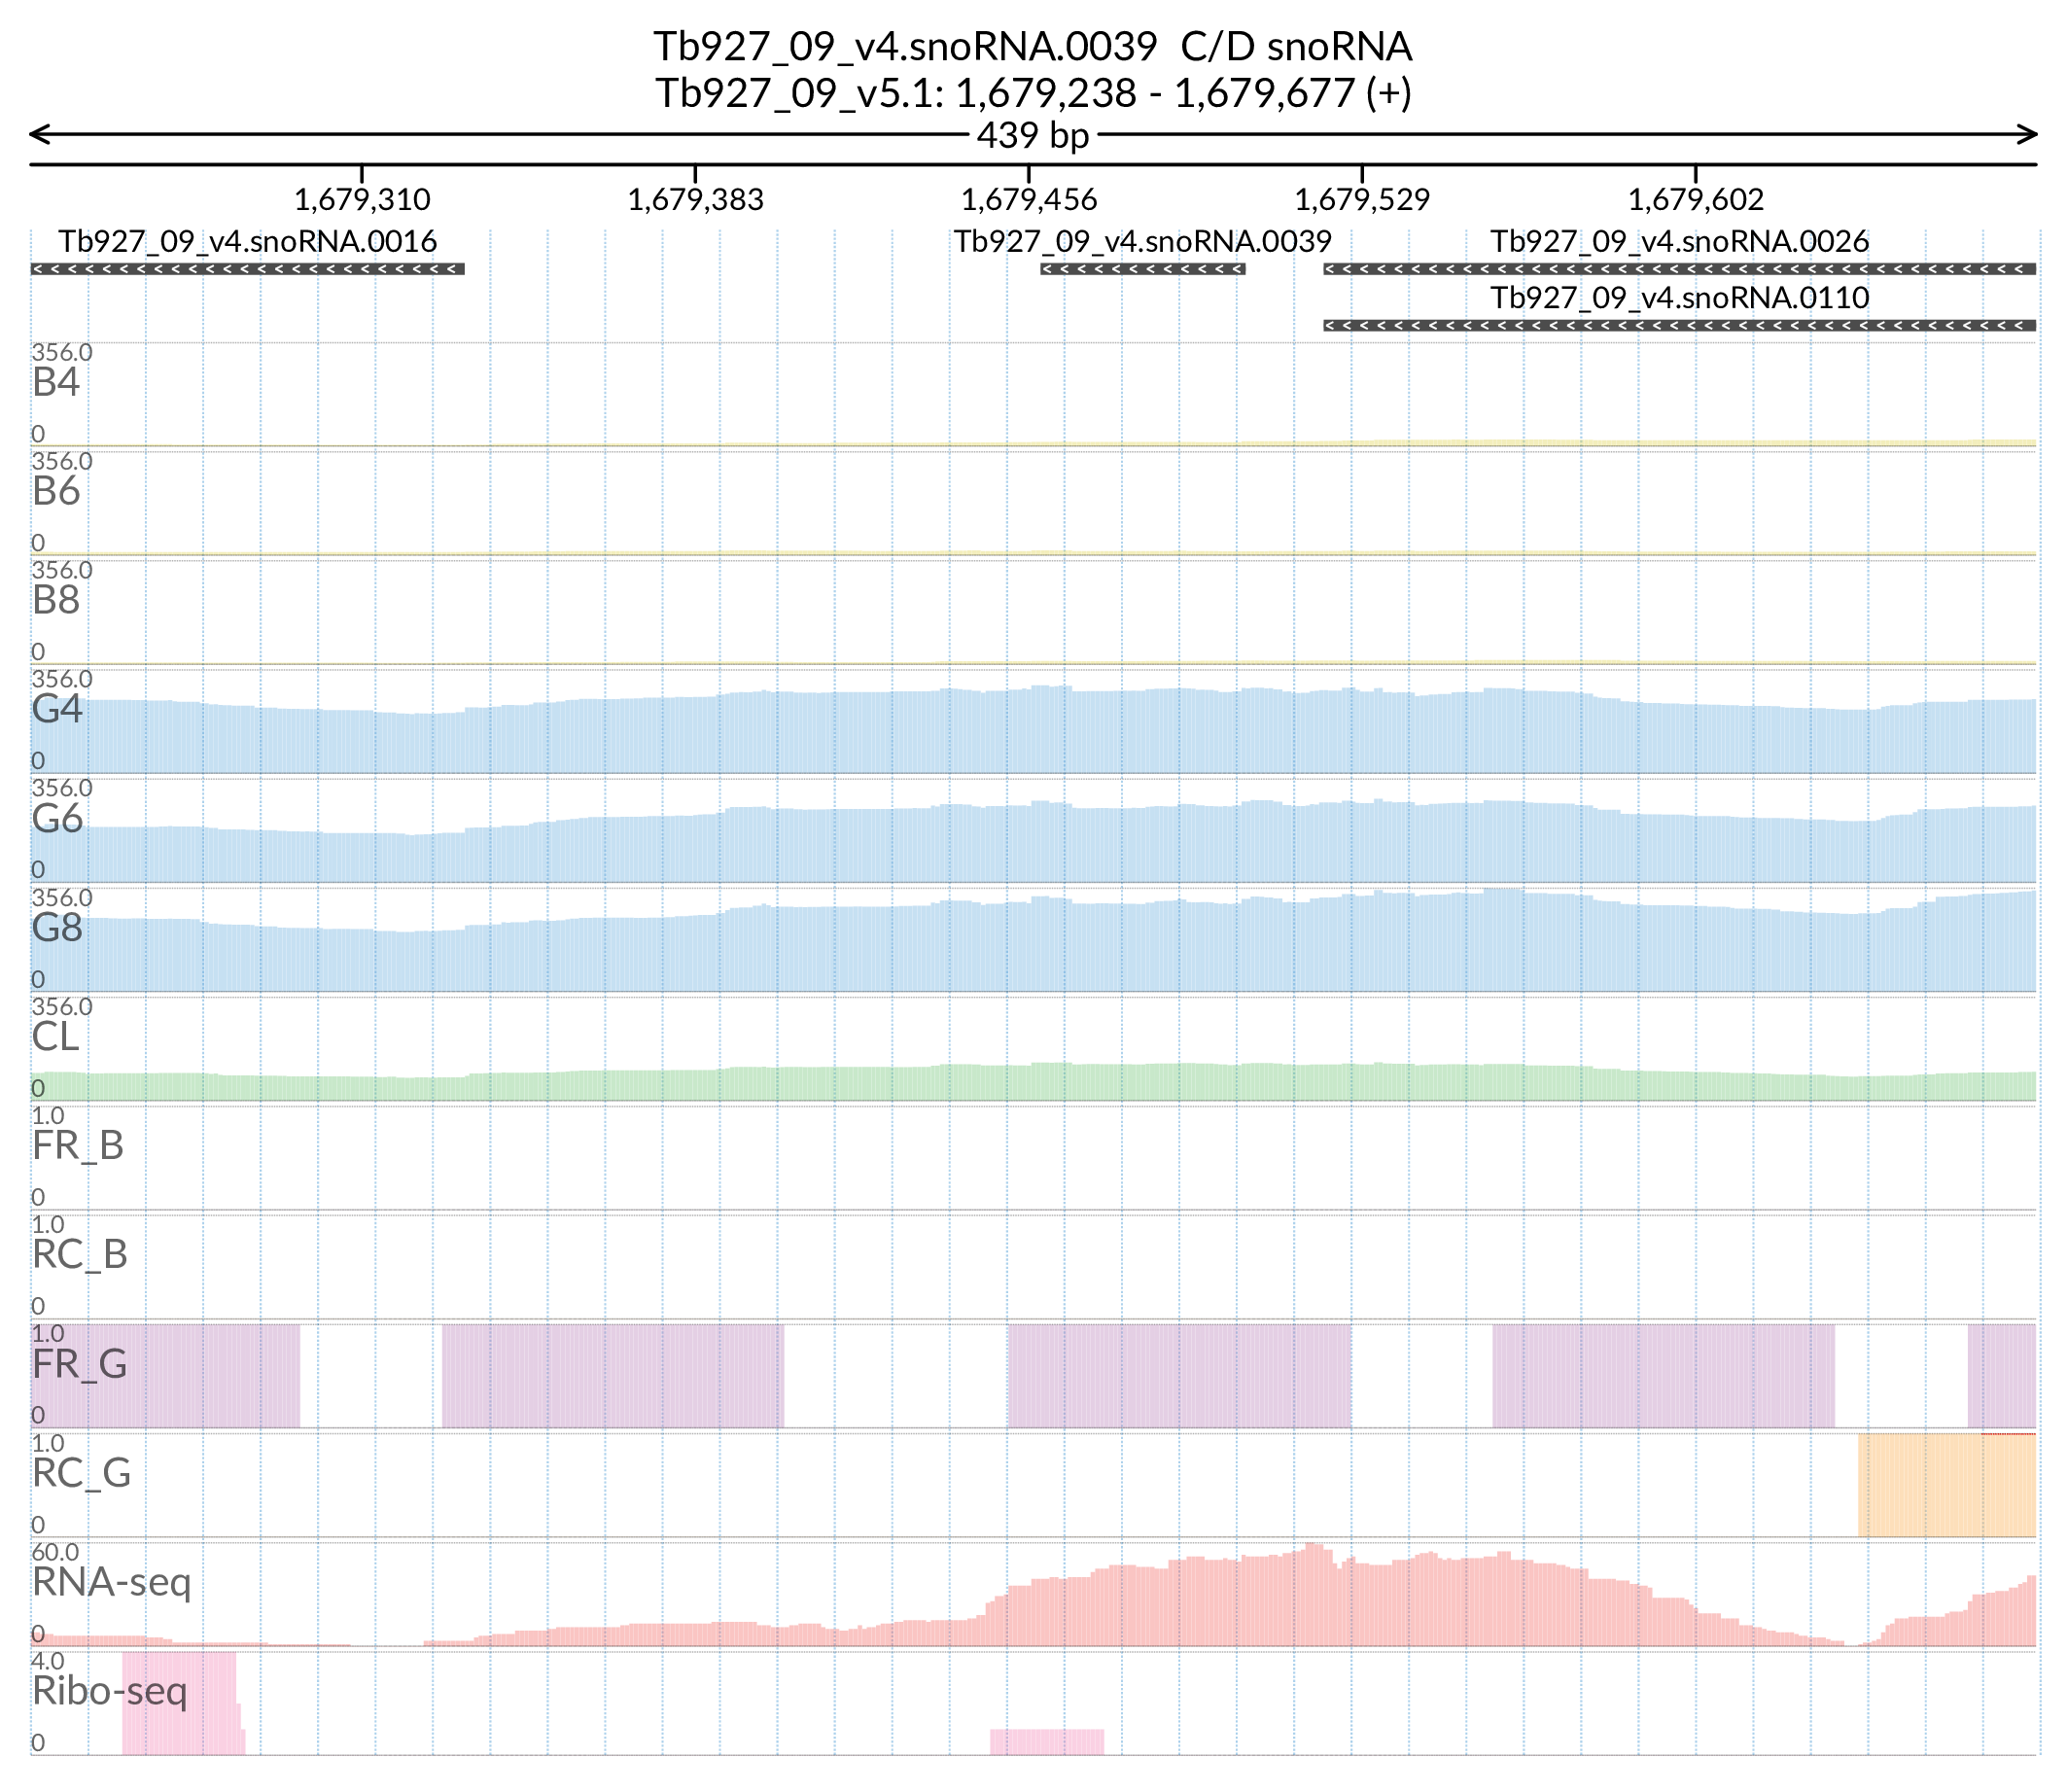 Tb927_09_v4.snoRNA.0039 C/D snoRNA
Tb927_09_v5.1: 1,679,238 - 1,679,677 (+)
439 bp
1,679,310 1,679,383 1,679,456 1,679,529 1,679,602
Tb927_09_v4.snoRNA.0016 Tb927_09_v4.snoRNA.0039 Tb927_09_v4.snoRNA.0026
Tb927_09_v4.snoRNA.0110
356.0
B4
0
356.0
B6
0
356.0
B8
0
356.0
G4
0
356.0
G6
0
356.0
G8
0
356.0
CL
0
1.0
FR_B
0
1.0
RC_B
0
1.0
FR_G
0
1.0
RC_G
0
60.0
RNA-seq
0
4.0
Ribo-seq
0